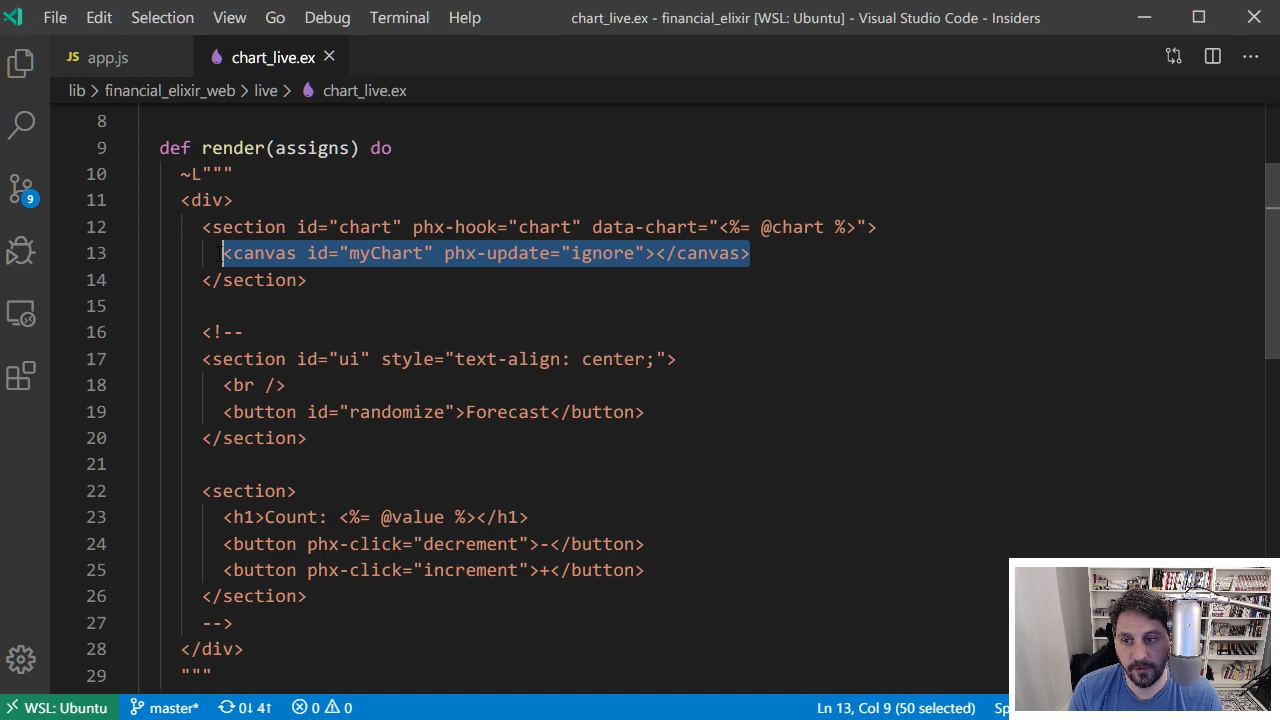 File Edit Selection View Go Debug Terminal Help chart_live.ex - financial_elixir [WSL: Ubuntu] - Visual Studio Code - Insiders
JS app.js chart_live.ex
lib > financial_elixir_web > live > chart_live.ex
8
9 def render(assigns) do
10 ~L"""
11 <div>
12 <section id="chart" phx-hook="chart" data-chart="<%= @chart %>">
13 <canvas id="myChart" phx-update="ignore"></canvas>
14 </section>
15
16 <!--
17 <section id="ui" style="text-align: center;">
18 <br />
19 <button id="randomize">Forecast</button>
20 </section>
21
22 <section>
23 <h1>Count: <%= @value %></h1>
24 <button phx-click="decrement">-</button>
25 <button phx-click="increment">+</button>
26 </section>
27 -->
28 </div>
29 """
9
WSL: Ubuntu master* 0↓ 4↑ 0 0 Ln 13, Col 9 (50 selected)